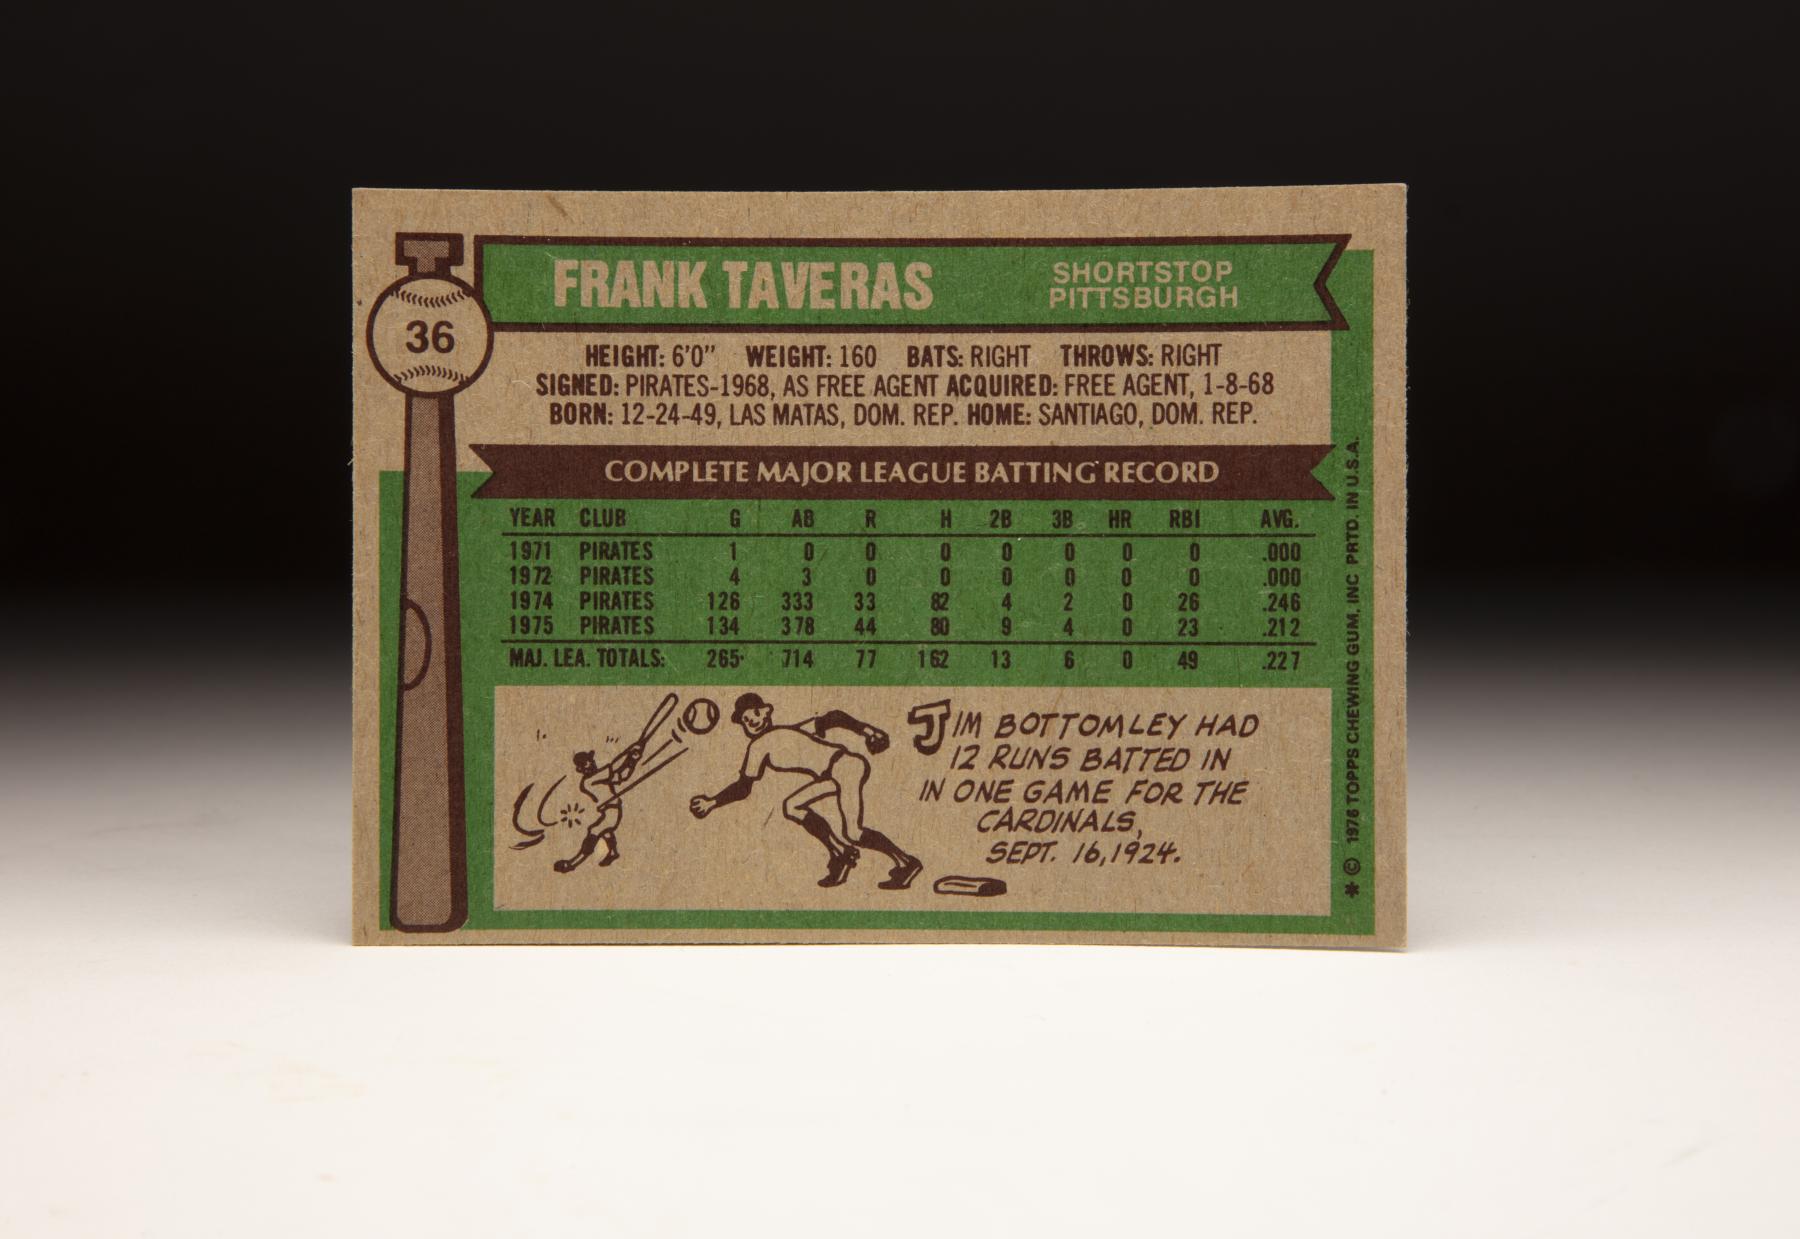 36
FRANK TAVERAS
SHORTSTOP
PITTSBURGH
HEIGHT: 6'0" WEIGHT: 160 BATS: RIGHT THROWS: RIGHT
SIGNED: PIRATES-1968, AS FREE AGENT ACQUIRED: FREE AGENT, 1-8-68
BORN: 12-24-49, LAS MATAS, DOM. REP. HOME: SANTIAGO, DOM. REP.
COMPLETE MAJOR LEAGUE BATTING RECORD
YEAR CLUB G AB R H 2B 3B HR RBI AVG.
1971 PIRATES 1 0 0 0 0 0 0 0 .000
1972 PIRATES 4 3 0 0 0 0 0 0 .000
1974 PIRATES 126 333 33 82 4 2 0 26 .246
1975 PIRATES 134 378 44 80 9 4 0 23 .212
MAJ. LEA. TOTALS: 265 714 77 162 13 6 0 49 .227
JIM BOTTOMLEY HAD
12 RUNS BATTED IN
IN ONE GAME FOR THE
CARDINALS,
SEPT. 16, 1924.
* © 1976 TOPPS CHEWING GUM, INC PRTD. IN U.S.A.